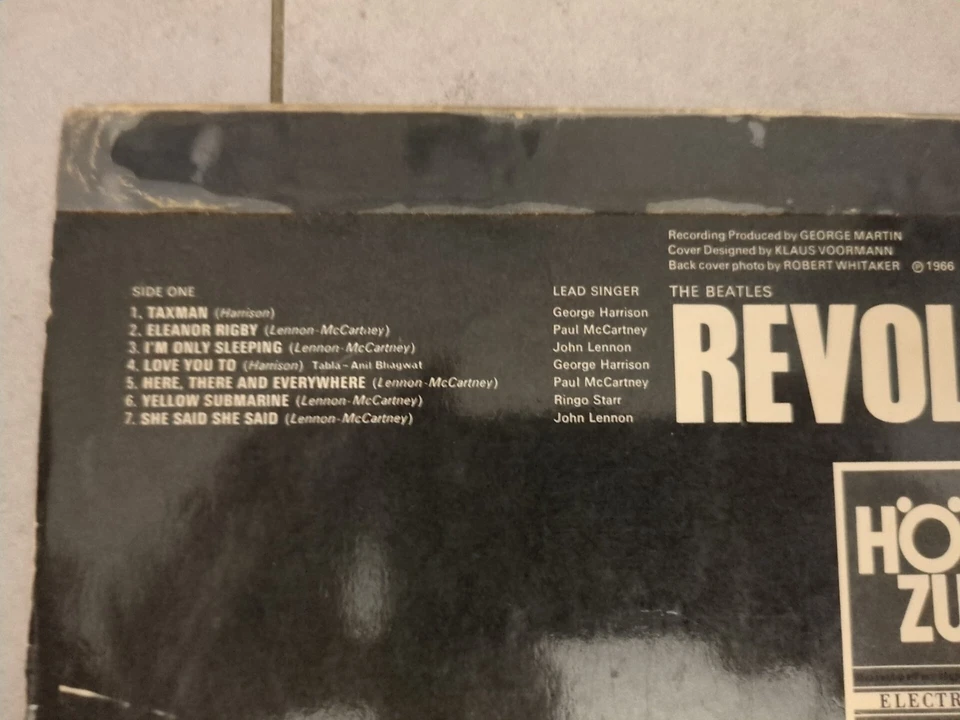 Recording Produced by GEORGE MARTIN
Cover Designed by KLAUS VOORMANN
Back cover photo by ROBERT WHITAKER ℗ 1966
SIDE ONE LEAD SINGER
1. TAXMAN (Harrison) George Harrison
2. ELEANOR RIGBY (Lennon-McCartney) Paul McCartney
3. I'M ONLY SLEEPING (Lennon-McCartney) John Lennon
4. LOVE YOU TO (Harrison) Tabla - Anil Bhagwat George Harrison
5. HERE, THERE AND EVERYWHERE (Lennon-McCartney) Paul McCartney
6. YELLOW SUBMARINE (Lennon-McCartney) Ringo Starr
7. SHE SAID SHE SAID (Lennon-McCartney) John Lennon
THE BEATLES
REVOL
HÖ
ZU
ELECTR